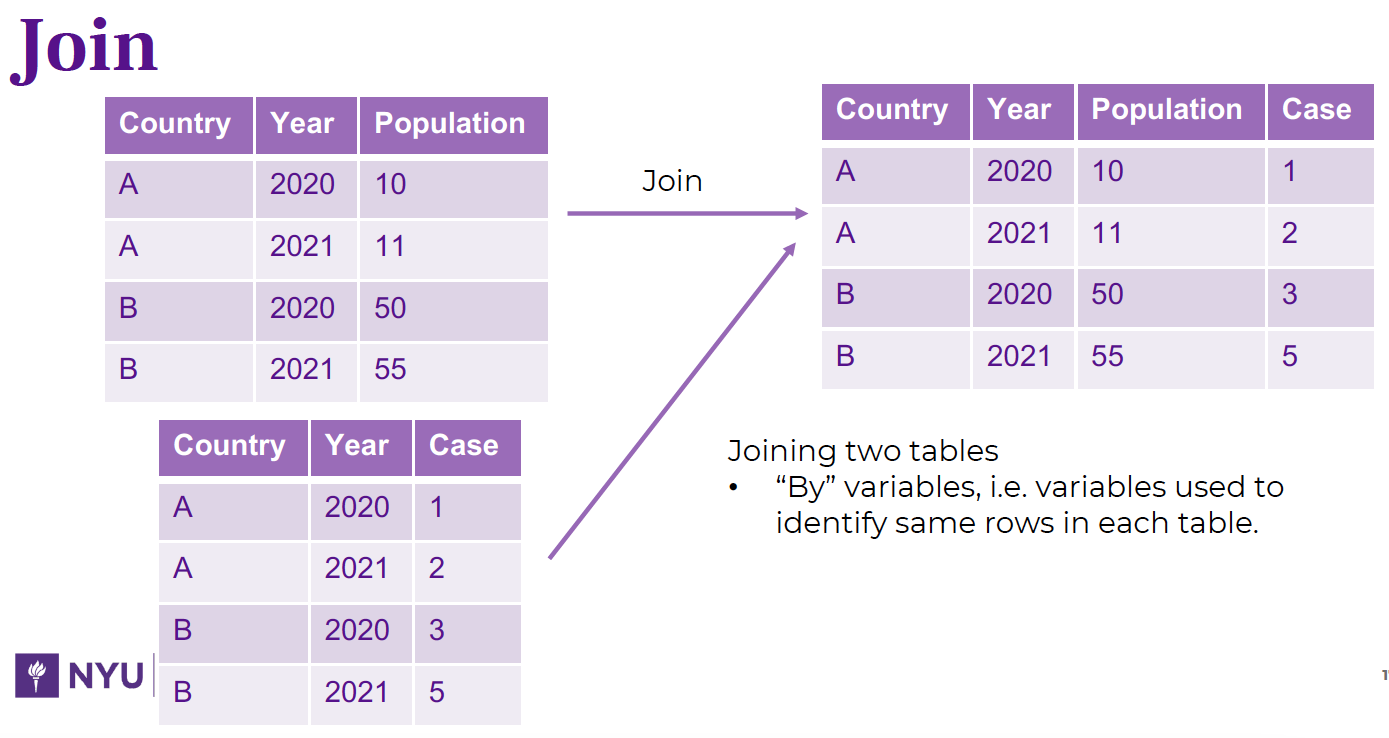 Join
Country Year Population
A 2020 10
A 2021 11
B 2020 50
B 2021 55
Country Year Case
A 2020 1
A 2021 2
B 2020 3
B 2021 5
Join
Country Year Population Case
A 2020 10 1
A 2021 11 2
B 2020 50 3
B 2021 55 5
Joining two tables
• “By” variables, i.e. variables used to
identify same rows in each table.
NYU